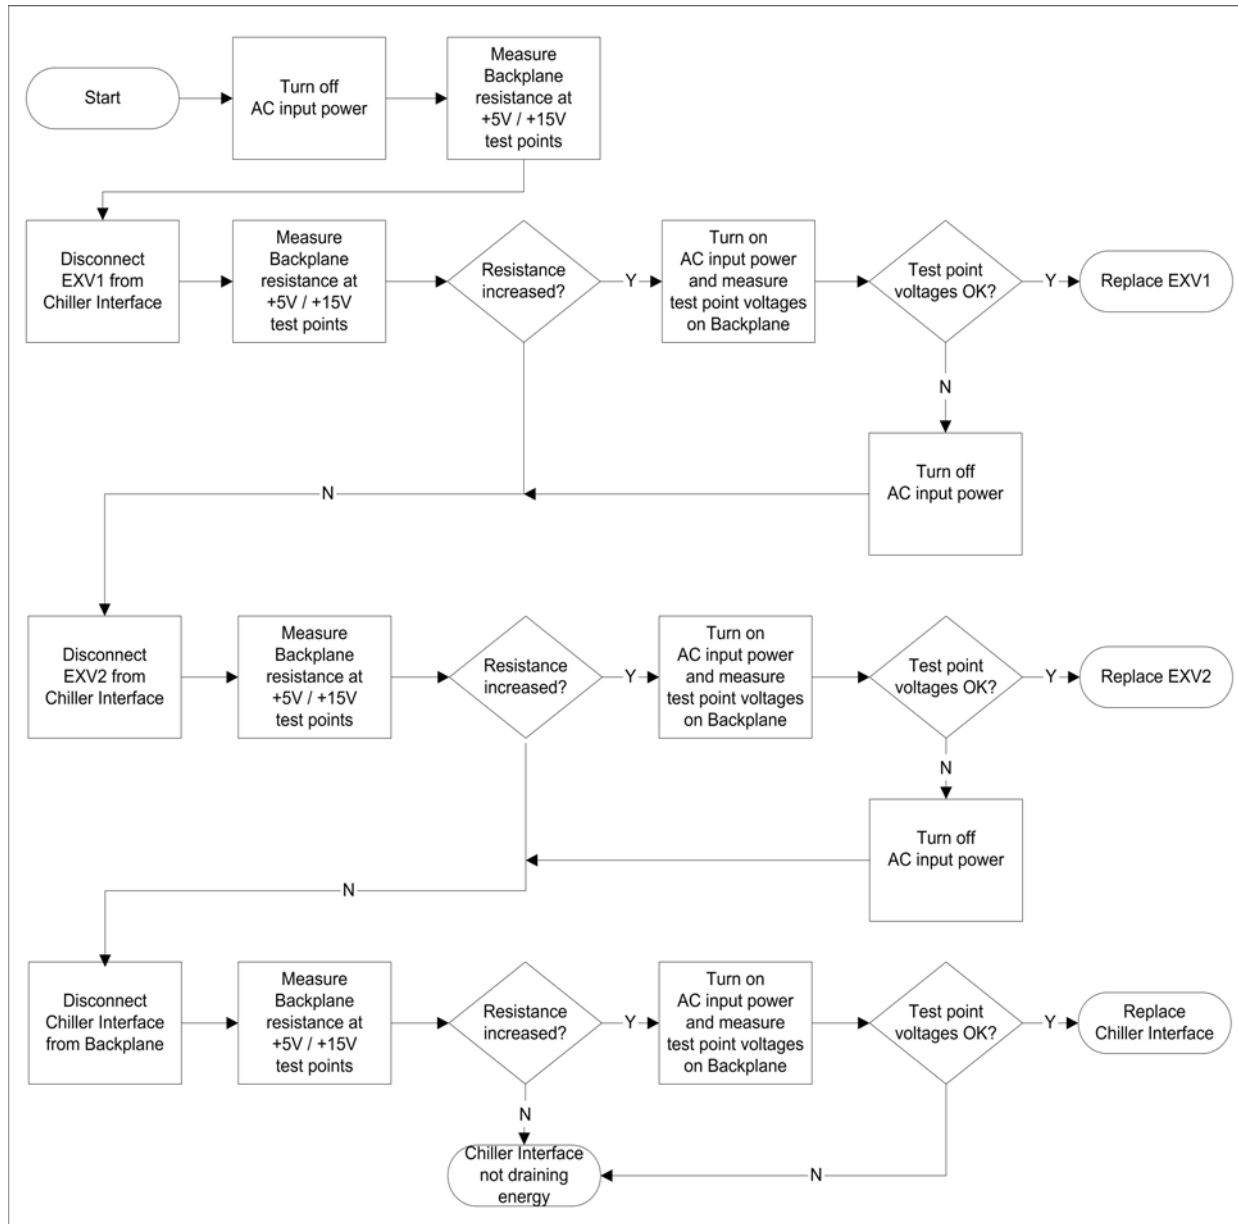 Start
Turn off
AC input power
Measure
Backplane
resistance at
+5V / +15V
test points
Disconnect
EXV1 from
Chiller Interface
Measure
Backplane
resistance at
+5V / +15V
test points
Resistance
increased?
Y
Turn on
AC input power
and measure
test point voltages
on Backplane
Test point
voltages OK?
Y
Replace EXV1
N
Turn off
AC input power
N
Disconnect
EXV2 from
Chiller Interface
Measure
Backplane
resistance at
+5V / +15V
test points
Resistance
increased?
Y
Turn on
AC input power
and measure
test point voltages
on Backplane
Test point
voltages OK?
Y
Replace EXV2
N
Turn off
AC input power
N
Disconnect
Chiller Interface
from Backplane
Measure
Backplane
resistance at
+5V / +15V
test points
Resistance
increased?
Y
Turn on
AC input power
and measure
test point voltages
on Backplane
Test point
voltages OK?
Y
Replace
Chiller Interface
N
Chiller Interface
not draining
energy
N